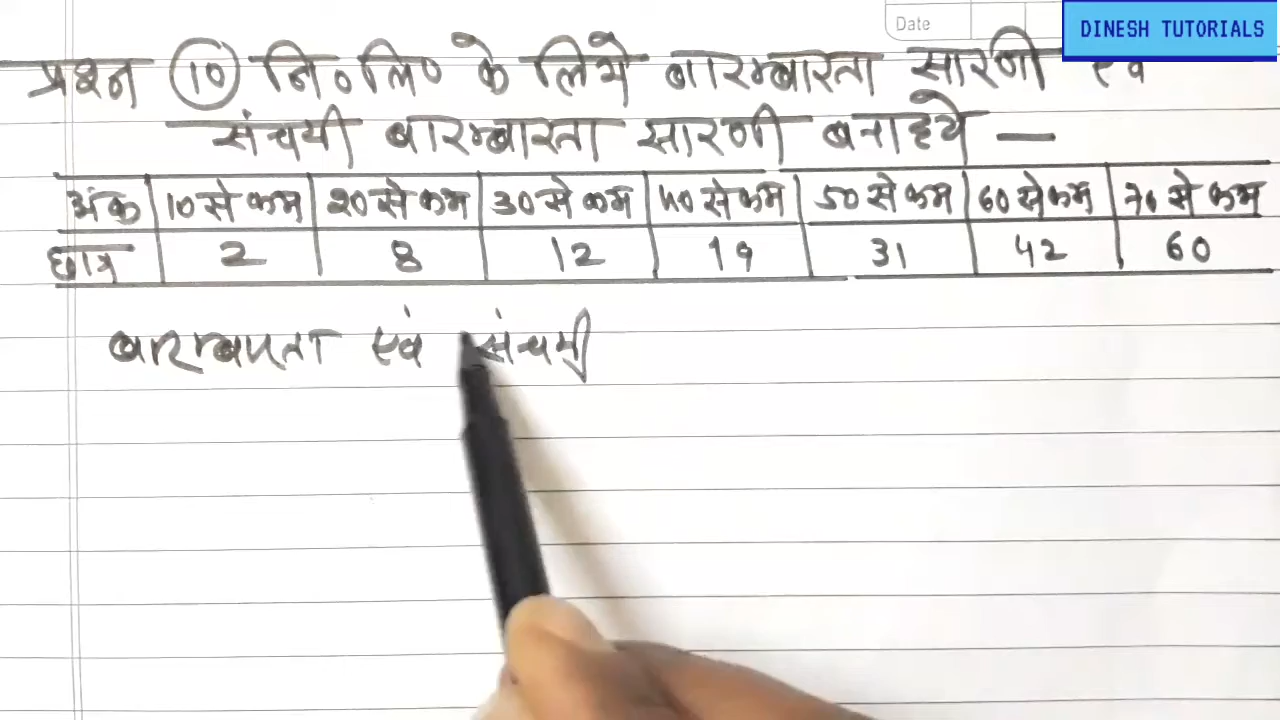 Date
DINESH TUTORIALS
प्रश्न 10 नि०लि० के लिये बारम्बारता सारणी एवं
संचयी बारम्बारता सारणी बनाइये —
अंक 10 से कम 20 से कम 30 से कम 40 से कम 50 से कम 60 से कम 70 से कम
छात्र 2 8 12 19 31 42 60
बारम्बारता एवं संचयी